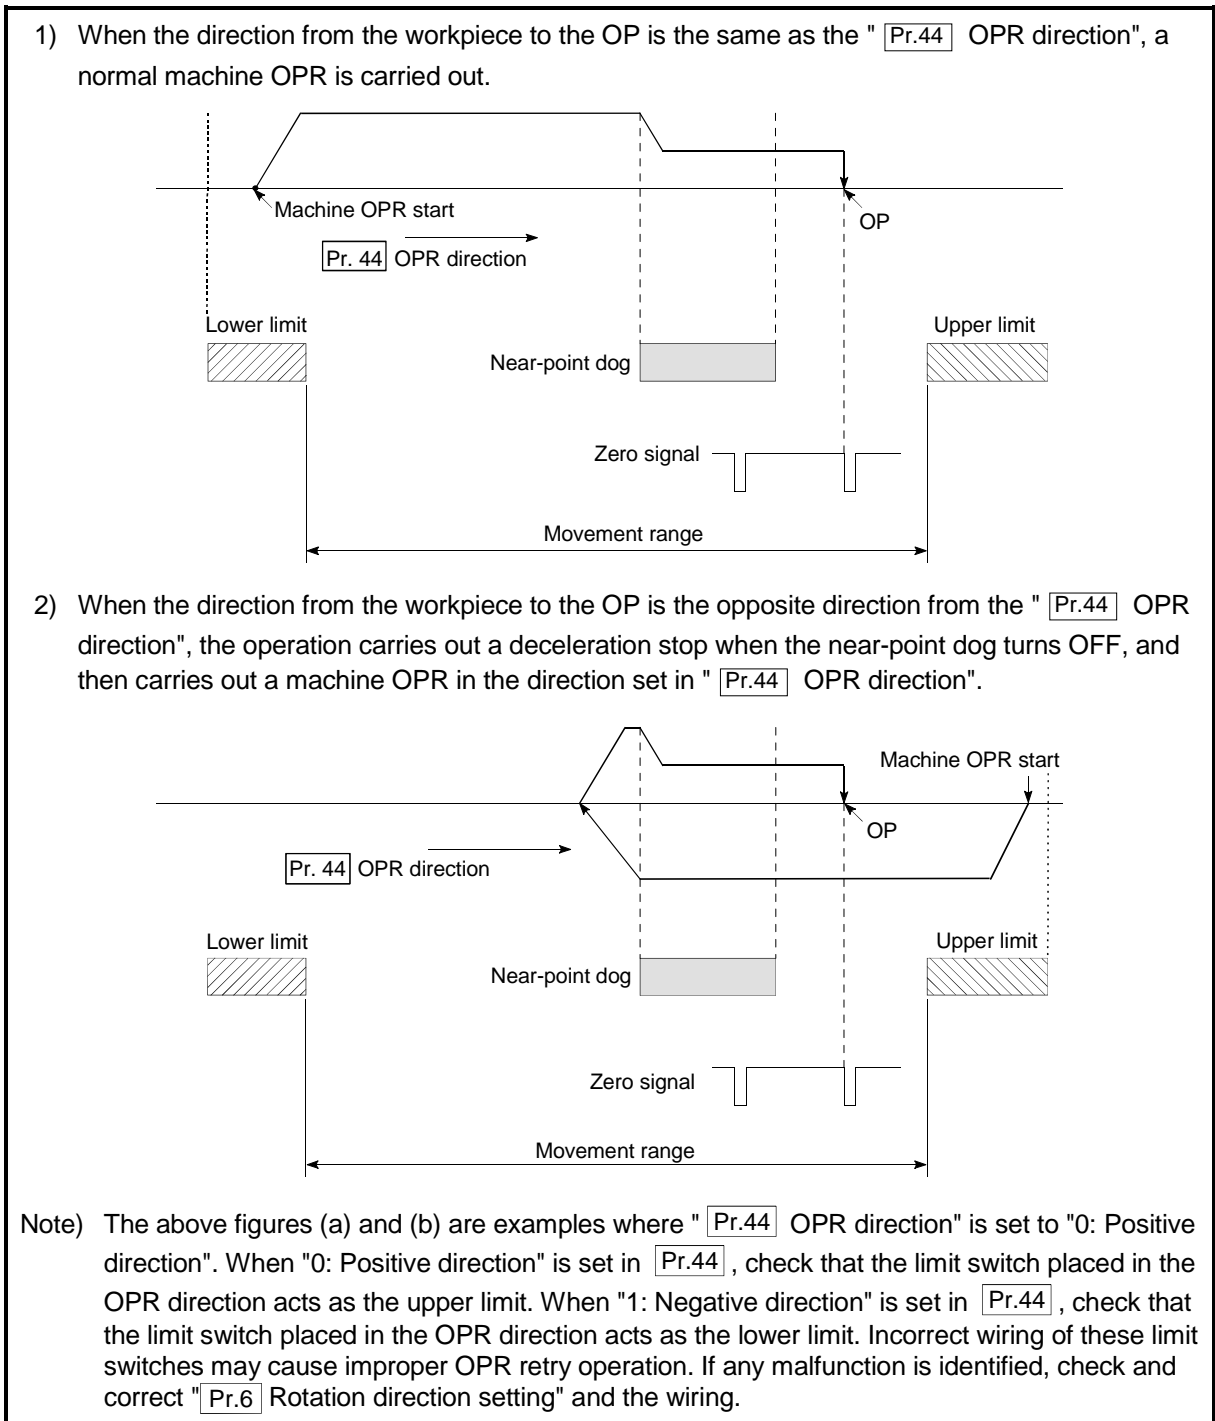 1) When the direction from the workpiece to the OP is the same as the " Pr.44 OPR direction", a
normal machine OPR is carried out.
Machine OPR start
OP
Pr. 44 OPR direction
Lower limit
Upper limit
Near-point dog
Zero signal
Movement range
2) When the direction from the workpiece to the OP is the opposite direction from the " Pr.44 OPR
direction", the operation carries out a deceleration stop when the near-point dog turns OFF, and
then carries out a machine OPR in the direction set in " Pr.44 OPR direction".
Machine OPR start
OP
Pr. 44 OPR direction
Lower limit
Upper limit
Near-point dog
Zero signal
Movement range
Note) The above figures (a) and (b) are examples where " Pr.44 OPR direction" is set to "0: Positive
direction". When "0: Positive direction" is set in Pr.44 , check that the limit switch placed in the
OPR direction acts as the upper limit. When "1: Negative direction" is set in Pr.44 , check that
the limit switch placed in the OPR direction acts as the lower limit. Incorrect wiring of these limit
switches may cause improper OPR retry operation. If any malfunction is identified, check and
correct " Pr.6 Rotation direction setting" and the wiring.